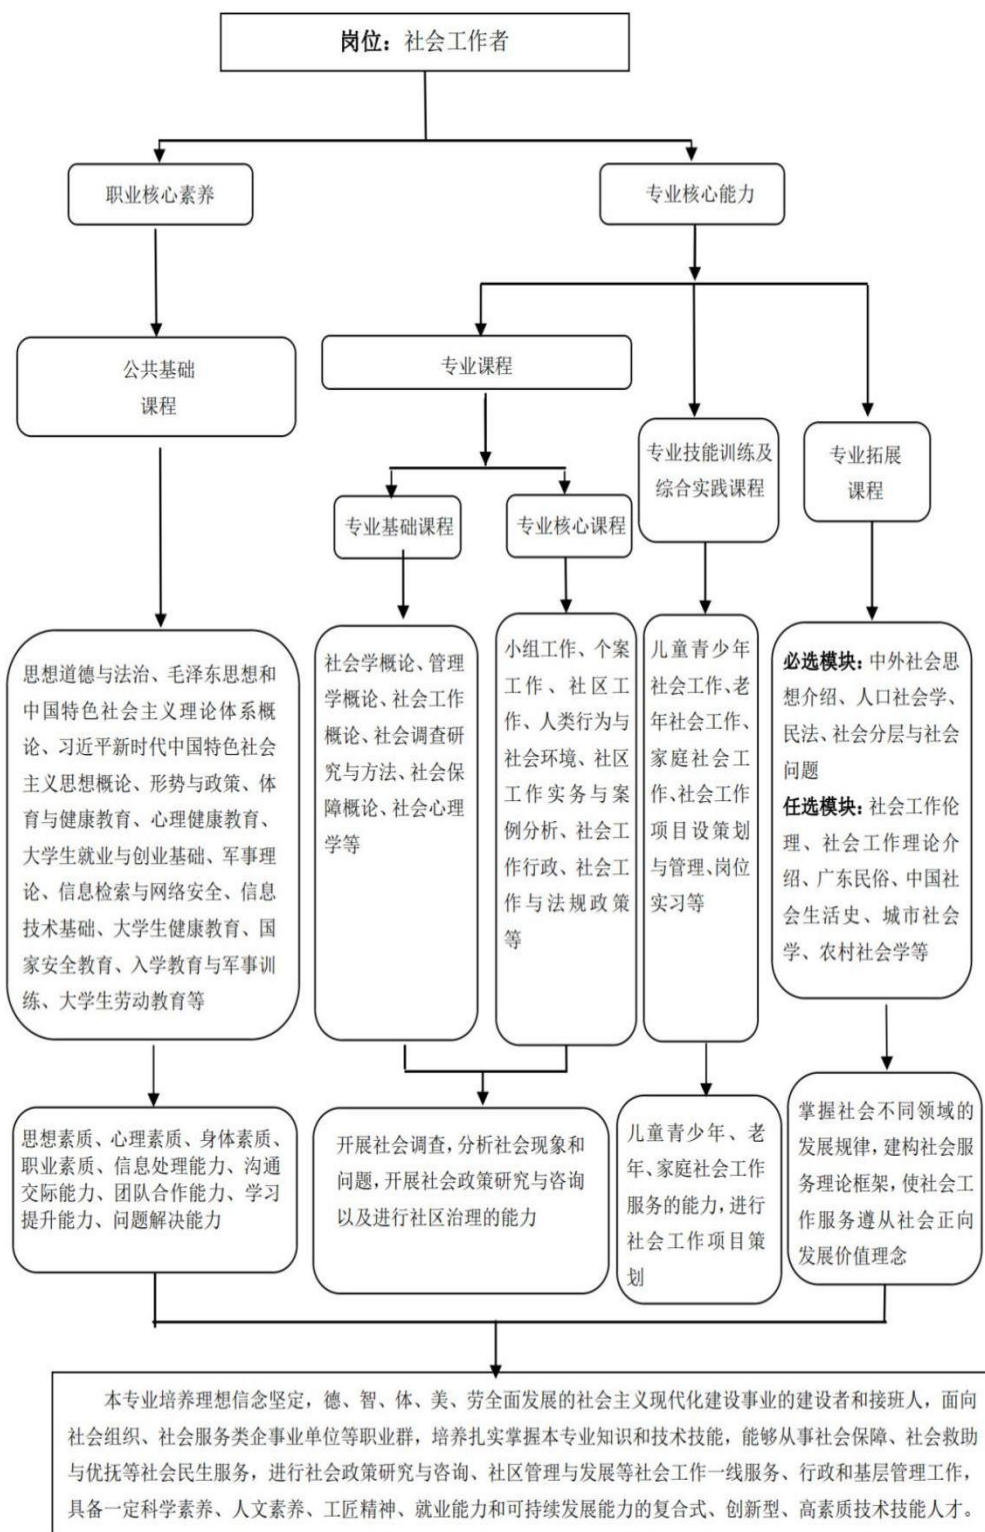 岗位：社会工作者
职业核心素养
专业核心能力
公共基础
课程
专业课程
专业技能训练及
综合实践课程
专业拓展
课程
专业基础课程
专业核心课程
思想道德与法治、毛泽东思想和
中国特色社会主义理论体系概
论、习近平新时代中国特色社会
主义思想概论、形势与政策、体
育与健康教育、心理健康教育、
大学生就业与创业基础、军事理
论、信息检索与网络安全、信息
技术基础、大学生健康教育、国
家安全教育、入学教育与军事训
练、大学生劳动教育等
社会学概论、管理
学概论、社会工作
概论、社会调查研
究与方法、社会保
障概论、社会心理
学等
小组工作、个案
工作、社区工
作、人类行为与
社会环境、社区
工作实务与案
例分析、社会工
作行政、社会工
作与法规政策
等
儿童青少年
社会工作、老
年社会工作、
家庭社会工
作、社会工作
项目设策划
与管理、岗位
实习等
必选模块：中外社会思
想介绍、人口社会学、
民法、社会分层与社会
问题
任选模块：社会工作伦
理、社会工作理论介
绍、广东民俗、中国社
会生活史、城市社会
学、农村社会学等
思想素质、心理素质、身体素质、
职业素质、信息处理能力、沟通
交际能力、团队合作能力、学习
提升能力、问题解决能力
开展社会调查，分析社会现象和
问题，开展社会政策研究与咨询
以及进行社区治理的能力
儿童青少年、老
年、家庭社会工作
服务的能力，进行
社会工作项目策
划
掌握社会不同领域的
发展规律，建构社会服
务理论框架，使社会工
作服务遵从社会正向
发展价值理念
本专业培养理想信念坚定，德、智、体、美、劳全面发展的社会主义现代化建设事业的建设者和接班人，面向
社会组织、社会服务类企事业单位等职业群，培养扎实掌握本专业知识和技术技能，能够从事社会保障、社会救助
与优抚等社会民生服务，进行社会政策研究与咨询、社区管理与发展等社会工作一线服务、行政和基层管理工作，
具备一定科学素养、人文素养、工匠精神、就业能力和可持续发展能力的复合式、创新型、高素质技术技能人才。